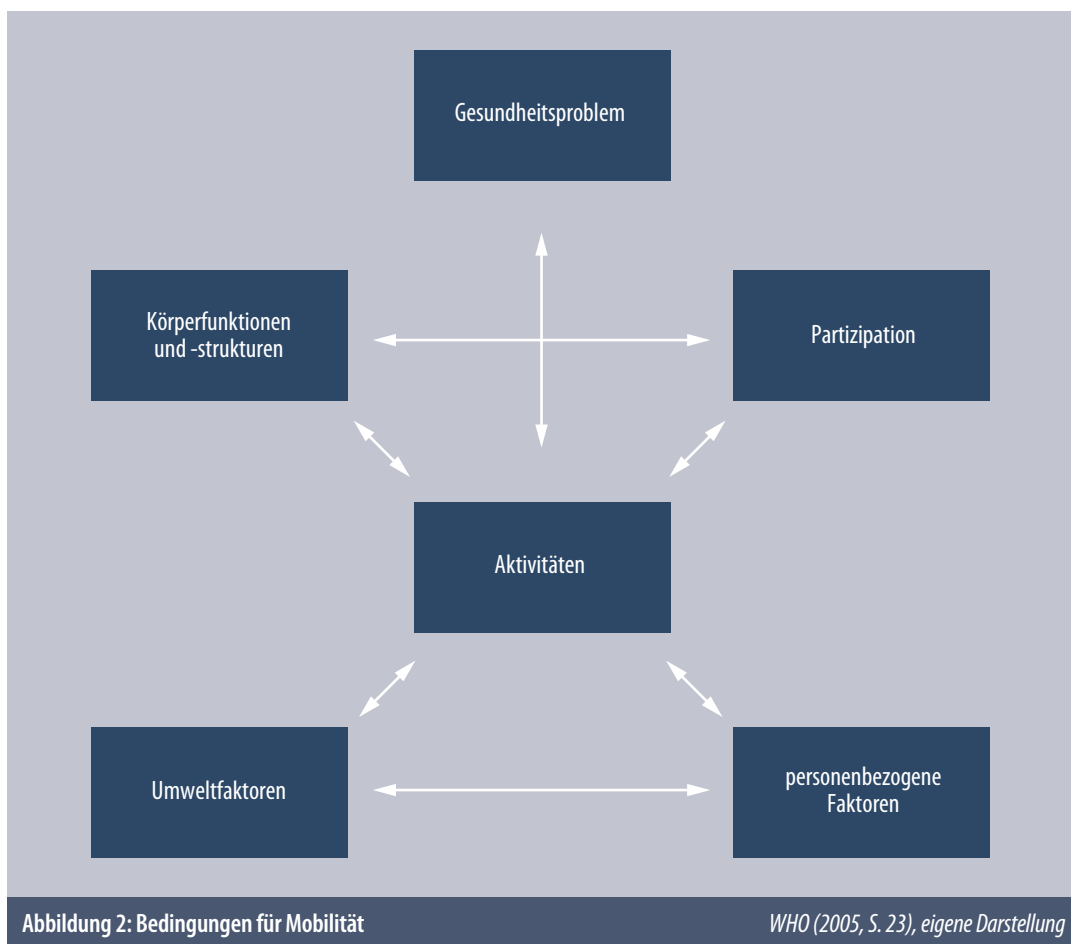 Gesundheitsproblem
Körperfunktionen
und -strukturen
Partizipation
Aktivitäten
Umweltfaktoren
personenbezogene
Faktoren
Abbildung 2: Bedingungen für Mobilität
WHO (2005, S. 23), eigene Darstellung